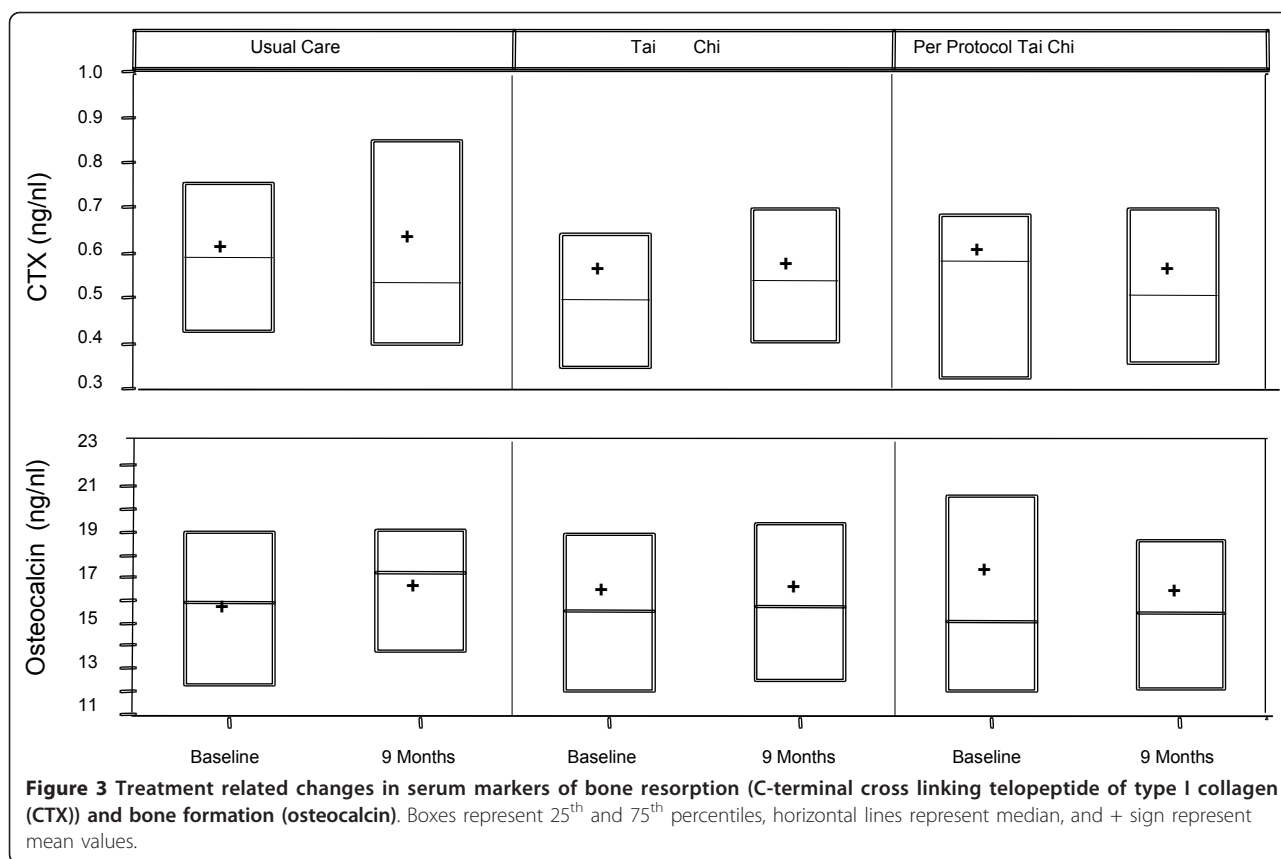 Usual Care Tai Chi Per Protocol Tai Chi
1.0
0.9
0.8
0.7
0.6
0.5
0.4
0.3
CTX (ng/nl)
23
21
19
17
15
13
11
Osteocalcin (ng/nl)
Baseline 9 Months Baseline 9 Months Baseline 9 Months
Figure 3 Treatment related changes in serum markers of bone resorption (C-terminal cross linking telopeptide of type I collagen
(CTX)) and bone formation (osteocalcin). Boxes represent 25th and 75th percentiles, horizontal lines represent median, and + sign represent
mean values.